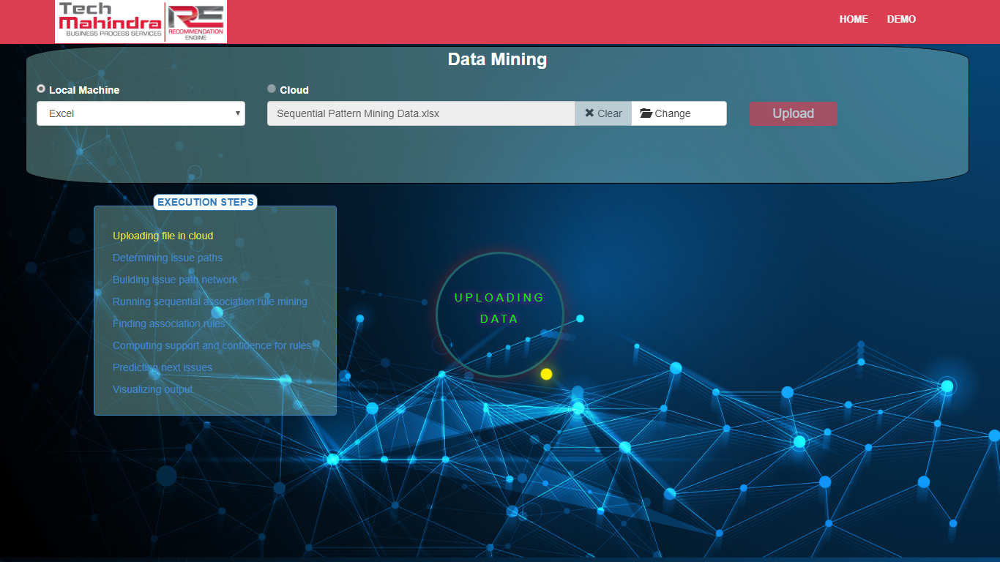 Tech
Mahindra
BUSINESS PROCESS SERVICES
RE
RECOMMENDATION
ENGINE
HOME DEMO
Data Mining
Local Machine
Cloud
Excel
Sequential Pattern Mining Data.xlsx
Clear
Change
Upload
EXECUTION STEPS
Uploading file in cloud
Determining issue paths
Building issue path network
Running sequential association rule mining
Finding association rules
Computing support and confidence for rules
Predicting next issues
Visualizing output
UPLOADING
DATA